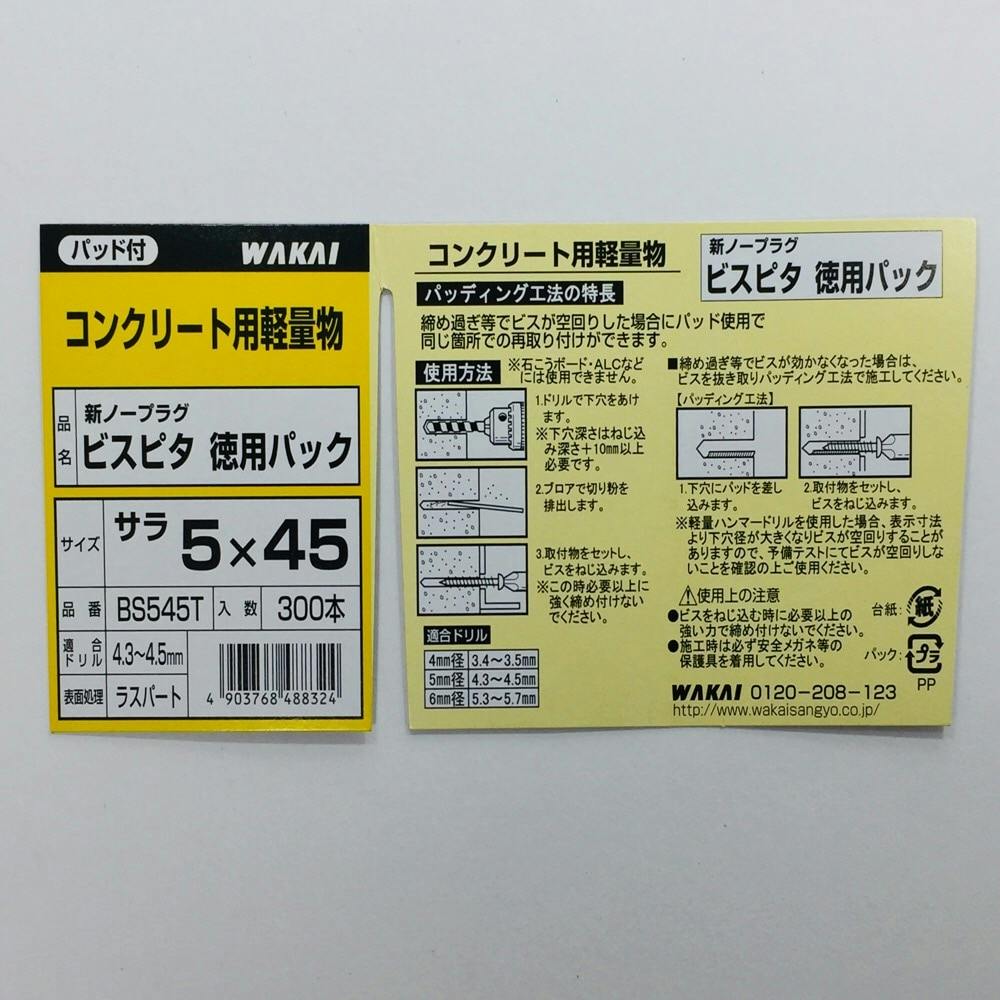 パッド付
WAKAI
コンクリート用軽量物
品名
新ノープラグ
ビスピタ 徳用パック
サイズ
サラ 5×45
品番 BS545T 入数 300本
適合ドリル 4.3〜4.5mm
表面処理 ラスパート
4 903768 488324
コンクリート用軽量物
新ノープラグ
ビスピタ 徳用パック
パッディング工法の特長
締め過ぎ等でビスが空回りした場合にパッド使用で
同じ箇所での再取り付けができます。
使用方法
※石こうボード・ALCなど
には使用できません。
1.ドリルで下穴をあけ
ます。
※下穴深さはねじ込
み深さ+10mm以上
必要です。
2.ブロアで切り粉を
排出します。
3.取付物をセットし、
ビスをねじ込みます。
※この時必要以上に
強く締め付けない
でください。
適合ドリル
4mm径 3.4〜3.5mm
5mm径 4.3〜4.5mm
6mm径 5.3〜5.7mm
■締め過ぎ等でビスが効かなくなった場合は、
ビスを抜き取りパッディング工法で施工してください。
【パッディング工法】
1.下穴にパッドを差し
込みます。
2.取付物をセットし、
ビスをねじ込みます。
※軽量ハンマードリルを使用した場合、表示寸法
より下穴径が大きくなりビスが空回りすることが
ありますので、予備テストにてビスが空回りしな
いことを確認の上ご使用ください。
⚠使用上の注意
●ビスをねじ込む時に必要以上の
強い力で締め付けないでください。
●施工時は必ず安全メガネ等の
保護具を着用してください。
台紙: 紙
パック: プラ
PP
WAKAI 0120-208-123
http://www.wakaisangyo.co.jp/